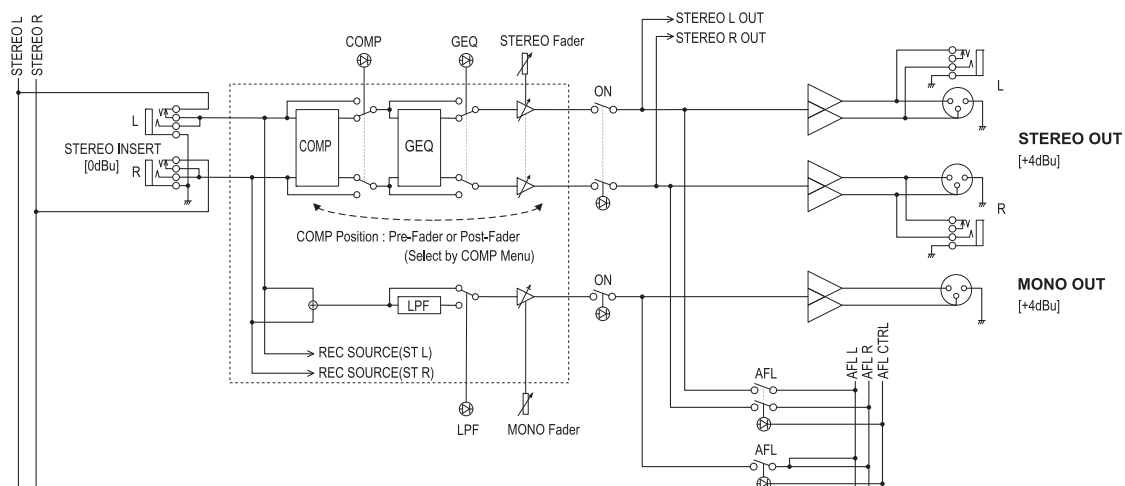 STEREO L
STEREO R
STEREO L OUT
STEREO R OUT
COMP
GEQ
STEREO Fader
ON
L
STEREO INSERT
[0dBu]
R
COMP
GEQ
L
STEREO OUT
[+4dBu]
R
COMP Position : Pre-Fader or Post-Fader
(Select by COMP Menu)
ON
MONO OUT
[+4dBu]
LPF
REC SOURCE(ST L)
REC SOURCE(ST R)
LPF
MONO Fader
AFL L
AFL R
AFL CTRL
AFL
AFL